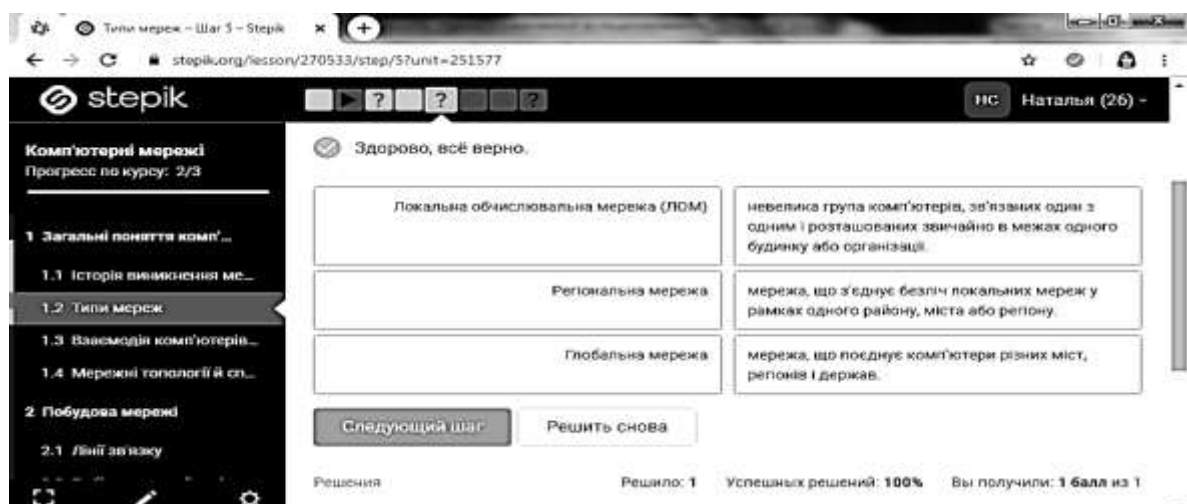 Типи мереж – Шаг 5 – Stepik
stepik.org/lesson/270533/step/5?unit=251577
stepik
НС Наталья (26)
Комп'ютерні мережі
Прогресс по курсу: 2/3
Здорово, всё верно.
Локальна обчислювальна мережа (ЛОМ)
невелика група комп'ютерів, зв'язаних один з
одним і розташованих звичайно в межах одного
будинку або організації.
1 Загальні поняття комп'...
1.1 Історія виникнення ме...
Регіональна мережа
мережа, що з'єднує безліч локальних мереж у
рамках одного району, міста або регіону.
1.2 Типи мереж
1.3 Взаємодія комп'ютерів...
Глобальна мережа
мережа, що поєднує комп'ютери різних міст,
регіонів і держав.
1.4 Мережні топології й сп...
2 Побудова мережі
Следующий шаг
Решить снова
2.1 Лінії зв'язку
Решения
Решило: 1
Успешных решений: 100%
Вы получили: 1 балл из 1